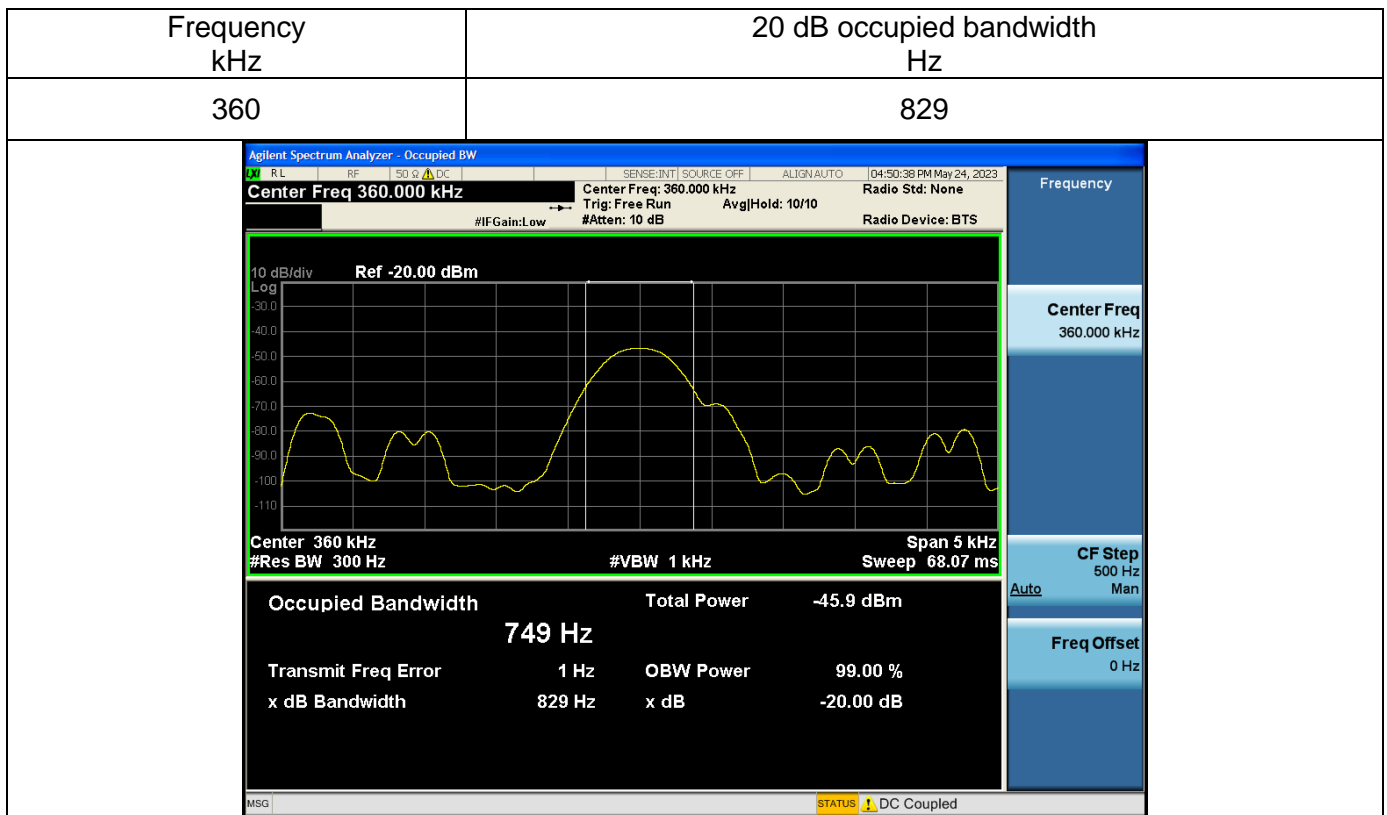 Frequency
kHz
20 dB occupied bandwidth
Hz
360
829
Agilent Spectrum Analyzer - Occupied BW
LXI RL RF 50 Ω DC SENSE:INT SOURCE OFF ALIGN AUTO 04:50:38 PM May 24, 2023
Center Freq 360.000 kHz
Center Freq: 360.000 kHz
Radio Std: None
Trig: Free Run
Avg|Hold: 10/10
#IFGain:Low
#Atten: 10 dB
Radio Device: BTS
10 dB/div
Ref -20.00 dBm
Log
-30.0
-40.0
-50.0
-60.0
-70.0
-80.0
-90.0
-100
-110
Center 360 kHz
Span 5 kHz
#Res BW 300 Hz
#VBW 1 kHz
Sweep 68.07 ms
Occupied Bandwidth
749 Hz
Total Power -45.9 dBm
Transmit Freq Error 1 Hz
OBW Power 99.00 %
x dB Bandwidth 829 Hz
x dB -20.00 dB
Frequency
Center Freq
360.000 kHz
CF Step
500 Hz
Auto Man
Freq Offset
0 Hz
MSG
STATUS DC Coupled